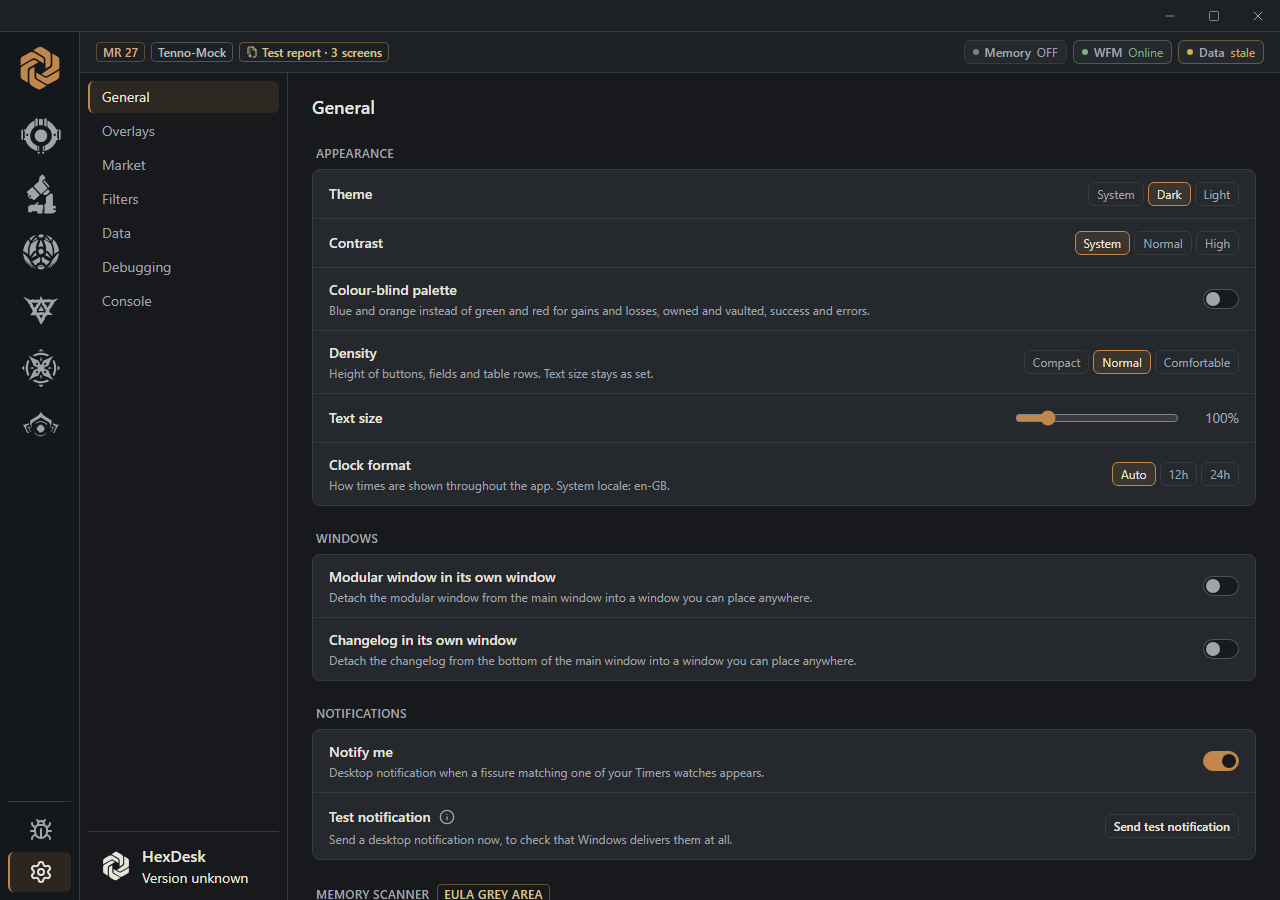 MR 27
Tenno-Mock
Test report · 3 screens
Memory OFF
WFM Online
Data stale
General
Overlays
Market
Filters
Data
Debugging
Console
HexDesk
Version unknown
General
APPEARANCE
Theme
System
Dark
Light
Contrast
System
Normal
High
Colour-blind palette
Blue and orange instead of green and red for gains and losses, owned and vaulted, success and errors.
Density
Height of buttons, fields and table rows. Text size stays as set.
Compact
Normal
Comfortable
Text size
100%
Clock format
How times are shown throughout the app. System locale: en-GB.
Auto
12h
24h
WINDOWS
Modular window in its own window
Detach the modular window from the main window into a window you can place anywhere.
Changelog in its own window
Detach the changelog from the bottom of the main window into a window you can place anywhere.
NOTIFICATIONS
Notify me
Desktop notification when a fissure matching one of your Timers watches appears.
Test notification
Send a desktop notification now, to check that Windows delivers them at all.
Send test notification
MEMORY SCANNER
EULA GREY AREA